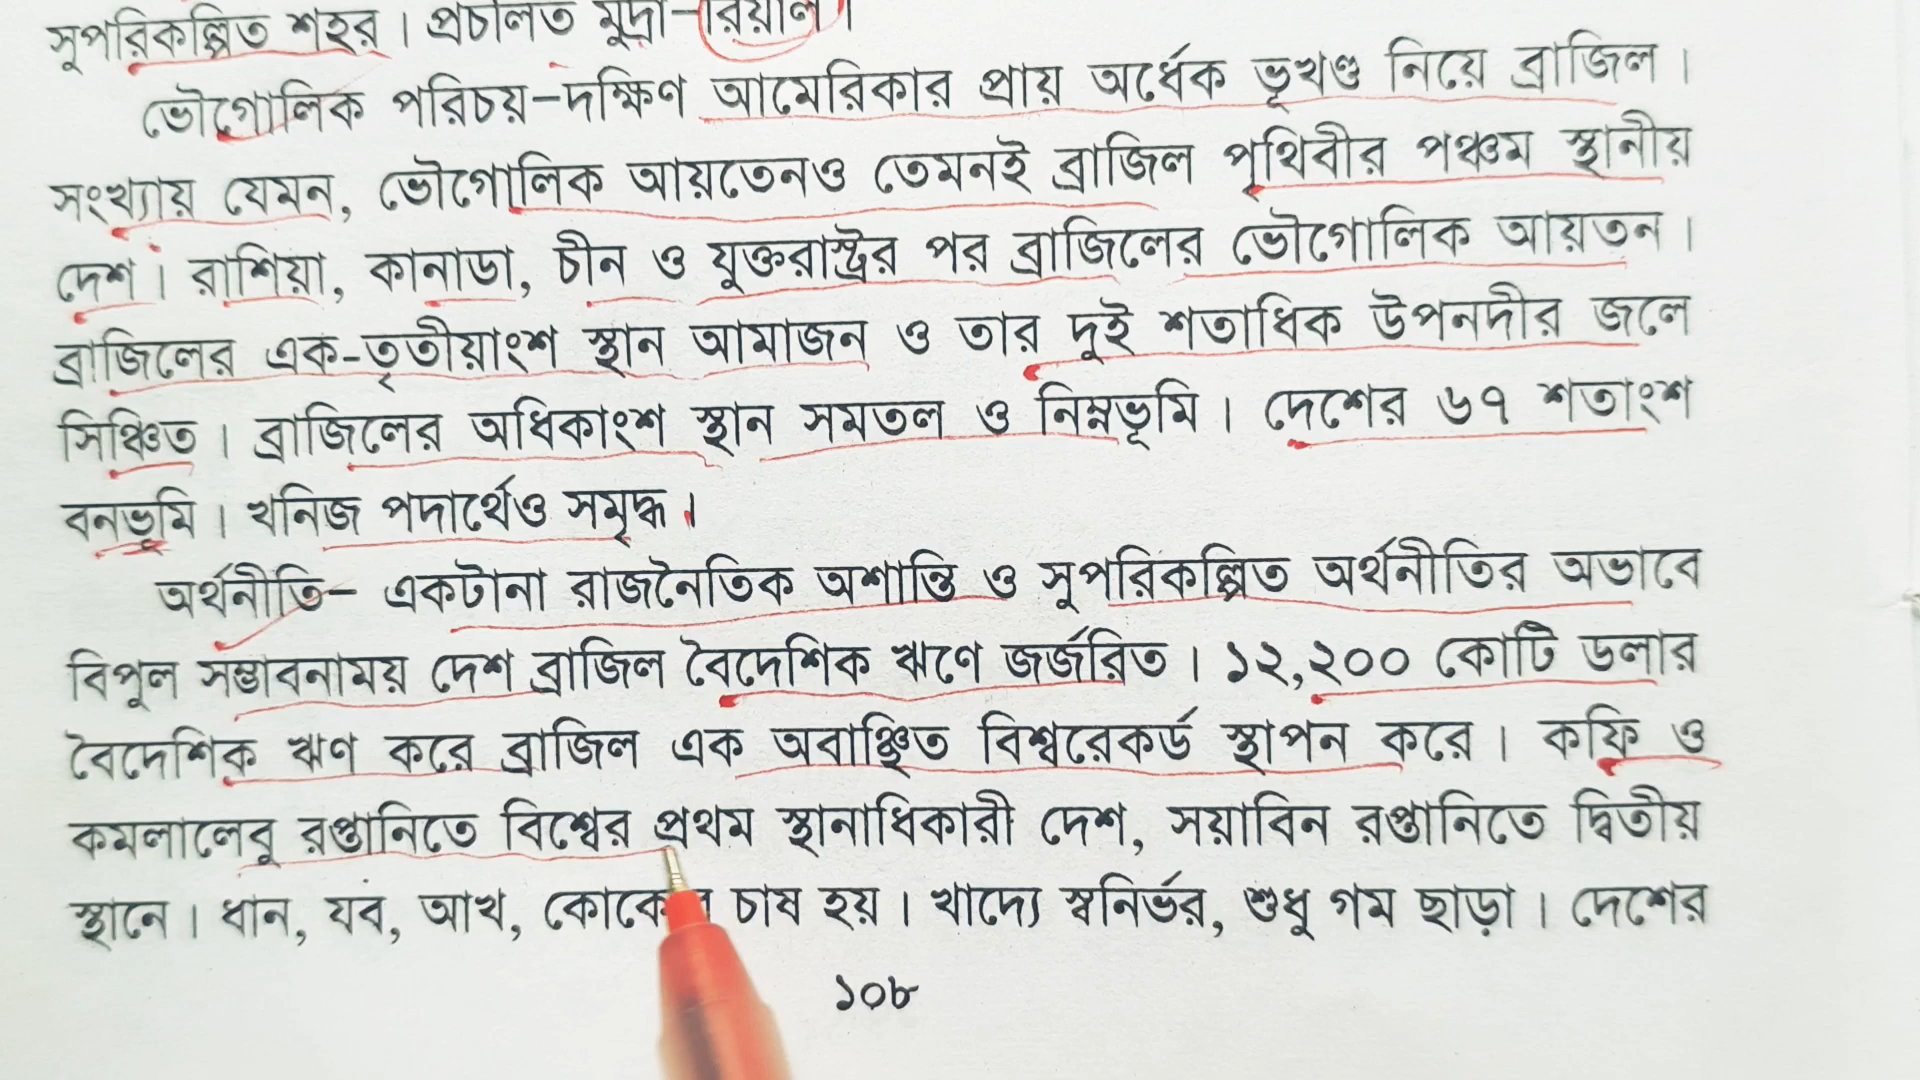 সুপরিকল্পিত শহর। প্রচলিত মুদ্রা–রিয়াল।
ভৌগোলিক পরিচয়–দক্ষিণ আমেরিকার প্রায় অর্ধেক ভূখণ্ড নিয়ে ব্রাজিল।
সংখ্যায় যেমন, ভৌগোলিক আয়তেনও তেমনই ব্রাজিল পৃথিবীর পঞ্চম স্থানীয়
দেশ। রাশিয়া, কানাডা, চীন ও যুক্তরাস্ট্রের পর ব্রাজিলের ভৌগোলিক আয়তন।
ব্রাজিলের এক-তৃতীয়াংশ স্থান আমাজন ও তার দুই শতাধিক উপনদীর জলে
সিঞ্চিত। ব্রাজিলের অধিকাংশ স্থান সমতল ও নিম্নভূমি। দেশের ৬৭ শতাংশ
বনভূমি। খনিজ পদার্থেও সমৃদ্ধ।
অর্থনীতি– একটানা রাজনৈতিক অশান্তি ও সুপরিকল্পিত অর্থনীতির অভাবে
বিপুল সম্ভাবনাময় দেশ ব্রাজিল বৈদেশিক ঋণে জর্জরিত। ১২,২০০ কোটি ডলার
বৈদেশিক ঋণ করে ব্রাজিল এক অবাঞ্ছিত বিশ্বরেকর্ড স্থাপন করে। কফি ও
কমলালেবু রপ্তানিতে বিশ্বের প্রথম স্থানাধিকারী দেশ, সয়াবিন রপ্তানিতে দ্বিতীয়
স্থানে। ধান, যব, আখ, চাষ হয়। খাদ্যে স্বনির্ভর, শুধু গম ছাড়া। দেশের
১০৮